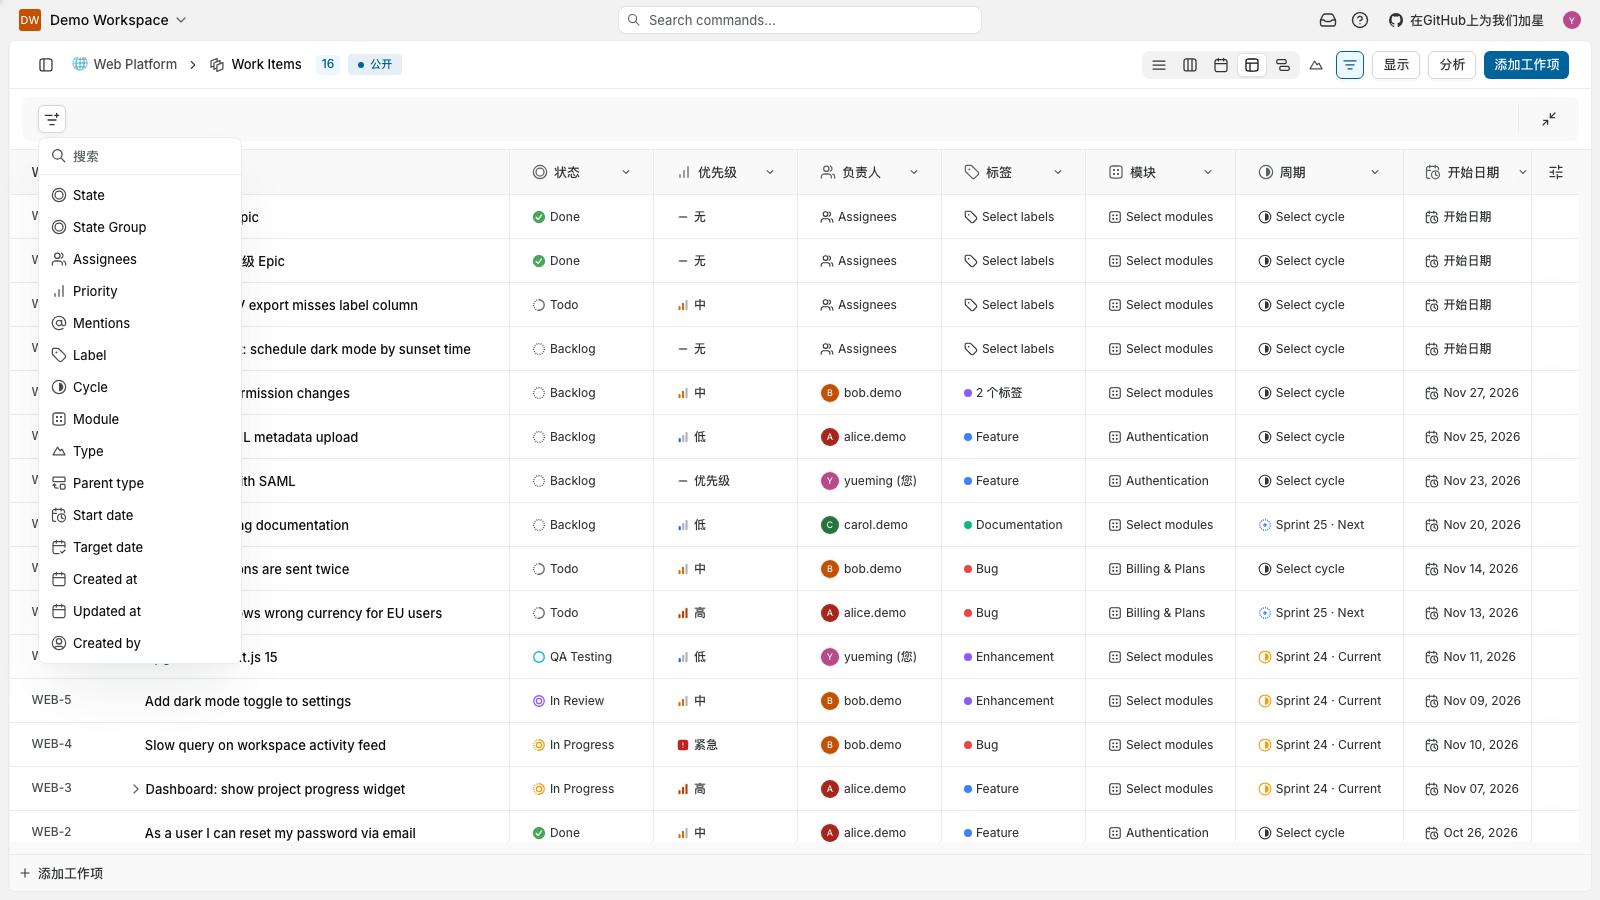 DW Demo Workspace
Search commands...
在GitHub上为我们加星
Y
Web Platform
Work Items
16
公开
显示
分析
添加工作项
搜索
State
State Group
Assignees
Priority
Mentions
Label
Cycle
Module
Type
Parent type
Start date
Target date
Created at
Updated at
Created by
状态 优先级 负责人 标签 模块 周期 开始日期
pic Done 无 Assignees Select labels Select modules Select cycle 开始日期
级 Epic Done 无 Assignees Select labels Select modules Select cycle 开始日期
export misses label column Todo 中 Assignees Select labels Select modules Select cycle 开始日期
: schedule dark mode by sunset time Backlog 无 Assignees Select labels Select modules Select cycle 开始日期
rmission changes Backlog 中 B bob.demo 2 个标签 Select modules Select cycle Nov 27, 2026
L metadata upload Backlog 低 A alice.demo Feature Authentication Select cycle Nov 25, 2026
th SAML Backlog 优先级 Y yueming (您) Feature Authentication Select cycle Nov 23, 2026
ng documentation Backlog 低 C carol.demo Documentation Select modules Sprint 25 · Next Nov 20, 2026
ons are sent twice Todo 中 B bob.demo Bug Billing & Plans Select cycle Nov 14, 2026
ows wrong currency for EU users Todo 高 A alice.demo Bug Billing & Plans Sprint 25 · Next Nov 13, 2026
t.js 15 QA Testing 低 Y yueming (您) Enhancement Select modules Sprint 24 · Current Nov 11, 2026
WEB-5 Add dark mode toggle to settings In Review 中 B bob.demo Enhancement Select modules Sprint 24 · Current Nov 09, 2026
WEB-4 Slow query on workspace activity feed In Progress 紧急 B bob.demo Bug Select modules Sprint 24 · Current Nov 10, 2026
WEB-3 Dashboard: show project progress widget In Progress 高 A alice.demo Feature Select modules Sprint 24 · Current Nov 07, 2026
WEB-2 As a user I can reset my password via email Done 中 A alice.demo Feature Authentication Select cycle Oct 26, 2026
添加工作项